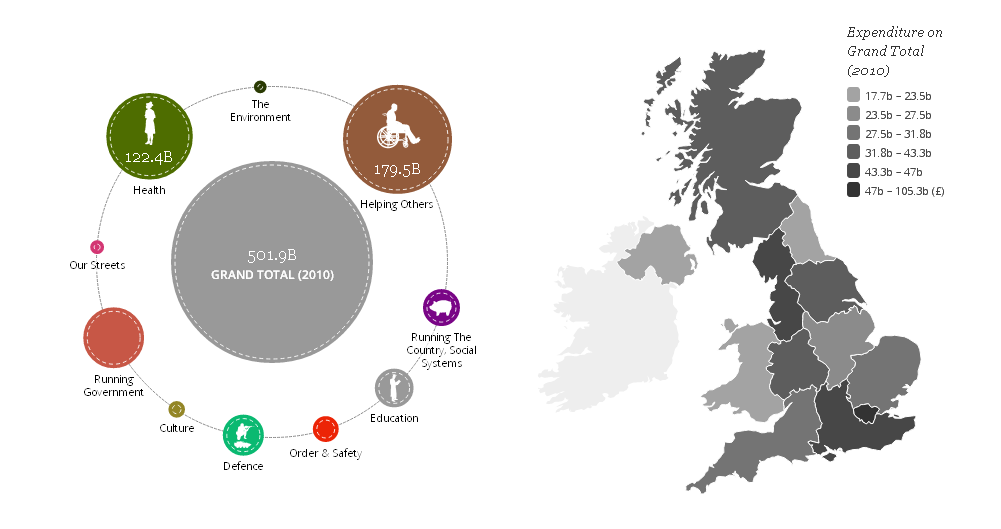 The
Environment
122.4B
Health
179.5B
Helping Others
Our Streets
501.9B
GRAND TOTAL (2010)
Running The
Country, Social
Systems
Running
Government
Education
Culture
Order & Safety
Defence
Expenditure on
Grand Total
(2010)
17.7b – 23.5b
23.5b – 27.5b
27.5b – 31.8b
31.8b – 43.3b
43.3b – 47b
47b – 105.3b (£)